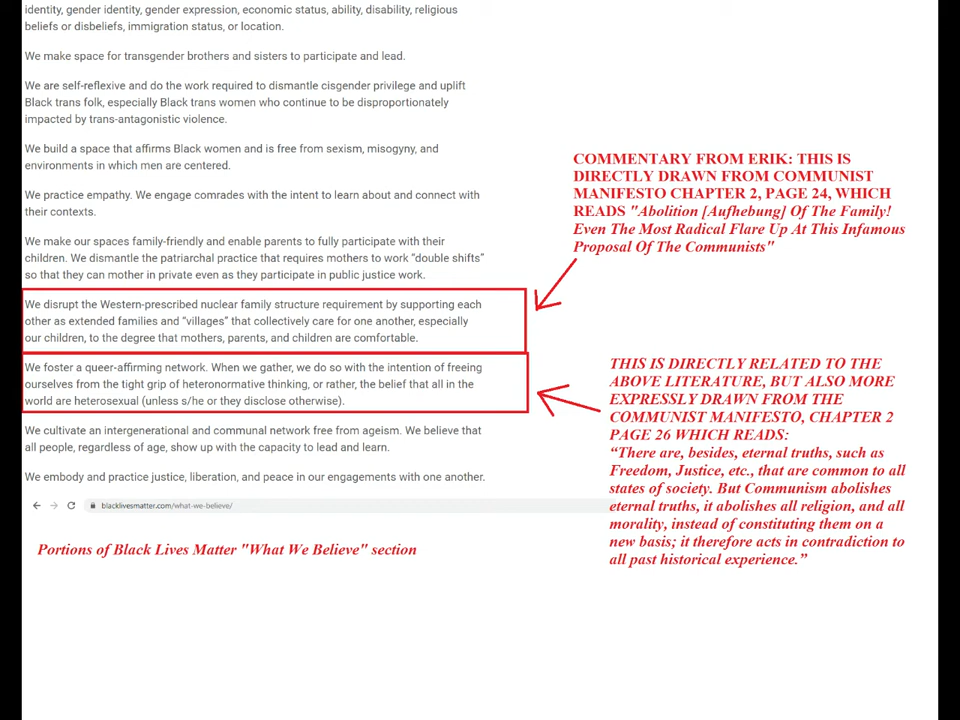 identity, gender identity, gender expression, economic status, ability, disability, religious
beliefs or disbeliefs, immigration status, or location.
We make space for transgender brothers and sisters to participate and lead.
We are self-reflexive and do the work required to dismantle cisgender privilege and uplift
Black trans folk, especially Black trans women who continue to be disproportionately
impacted by trans-antagonistic violence.
We build a space that affirms Black women and is free from sexism, misogyny, and
environments in which men are centered.
We practice empathy. We engage comrades with the intent to learn about and connect with
their contexts.
We make our spaces family-friendly and enable parents to fully participate with their
children. We dismantle the patriarchal practice that requires mothers to work “double shifts”
so that they can mother in private even as they participate in public justice work.
We disrupt the Western-prescribed nuclear family structure requirement by supporting each
other as extended families and “villages” that collectively care for one another, especially
our children, to the degree that mothers, parents, and children are comfortable.
We foster a queer-affirming network. When we gather, we do so with the intention of freeing
ourselves from the tight grip of heteronormative thinking, or rather, the belief that all in the
world are heterosexual (unless s/he or they disclose otherwise).
We cultivate an intergenerational and communal network free from ageism. We believe that
all people, regardless of age, show up with the capacity to lead and learn.
We embody and practice justice, liberation, and peace in our engagements with one another.
blacklivesmatter.com/what-we-believe/
Portions of Black Lives Matter "What We Believe" section
COMMENTARY FROM ERIK: THIS IS
DIRECTLY DRAWN FROM COMMUNIST
MANIFESTO CHAPTER 2, PAGE 24, WHICH
READS "Abolition [Aufhebung] Of The Family!
Even The Most Radical Flare Up At This Infamous
Proposal Of The Communists"
THIS IS DIRECTLY RELATED TO THE
ABOVE LITERATURE, BUT ALSO MORE
EXPRESSLY DRAWN FROM THE
COMMUNIST MANIFESTO, CHAPTER 2
PAGE 26 WHICH READS:
“There are, besides, eternal truths, such as
Freedom, Justice, etc., that are common to all
states of society. But Communism abolishes
eternal truths, it abolishes all religion, and all
morality, instead of constituting them on a
new basis; it therefore acts in contradiction to
all past historical experience.”